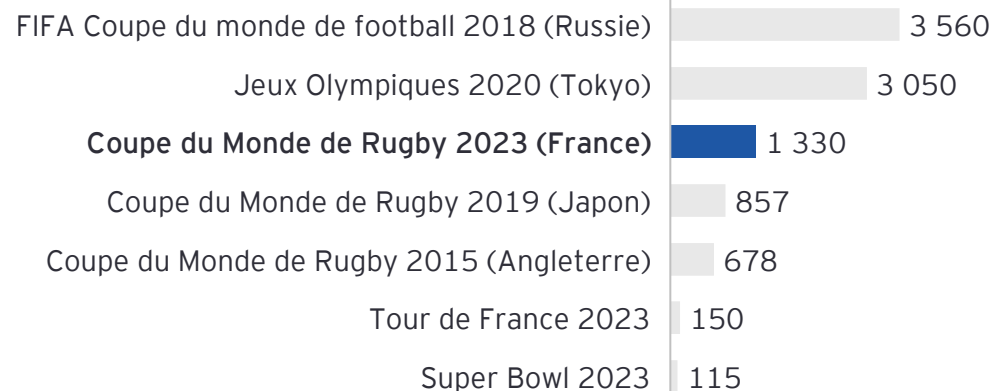 FIFA Coupe du monde de football 2018 (Russie) 3 560
Jeux Olympiques 2020 (Tokyo) 3 050
Coupe du Monde de Rugby 2023 (France) 1 330
Coupe du Monde de Rugby 2019 (Japon) 857
Coupe du Monde de Rugby 2015 (Angleterre) 678
Tour de France 2023 150
Super Bowl 2023 115